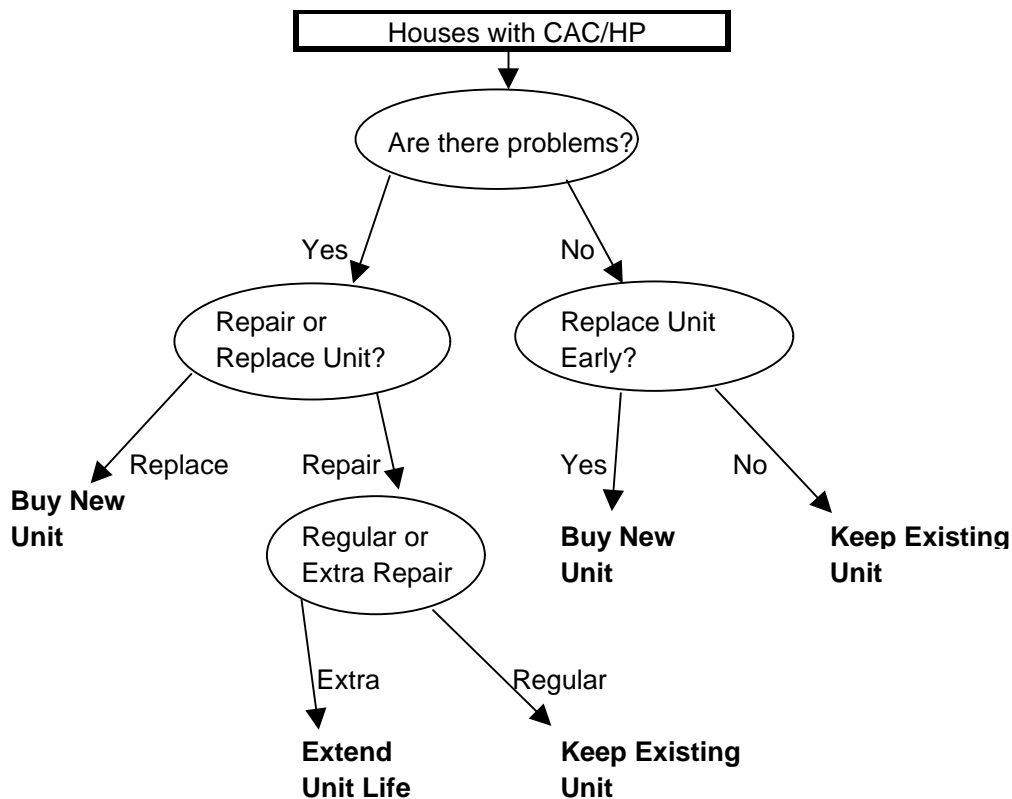 Houses with CAC/HP
Are there problems?
Yes
No
Repair or
Replace Unit?
Replace Unit
Early?
Replace
Repair
Yes
No
Buy New
Unit
Regular or
Extra Repair
Buy New
Unit
Keep Existing
Unit
Extra
Regular
Extend
Unit Life
Keep Existing
Unit